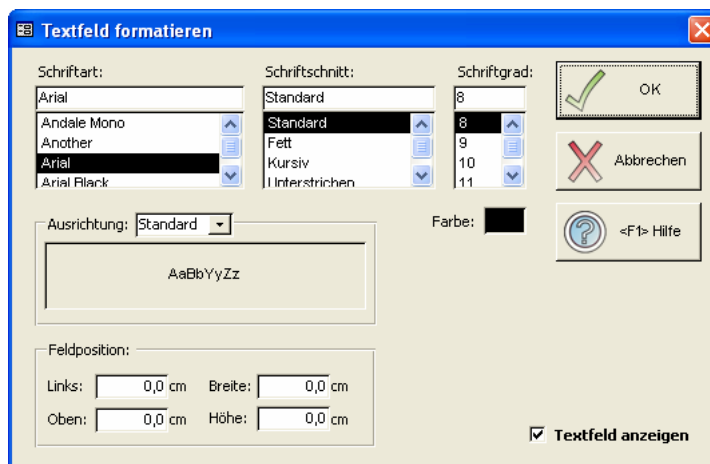 Textfeld formatieren
Schriftart: Schriftschnitt: Schriftgrad:
Arial Standard 8
Andale Mono Standard 8
Another Fett 9
Arial Kursiv 10
Arial Black Unterstrichen 11
OK
Abbrechen
<F1> Hilfe
Ausrichtung: Standard Farbe:
AaBbYyZz
Feldposition:
Links: 0,0 cm Breite: 0,0 cm
Oben: 0,0 cm Höhe: 0,0 cm
Textfeld anzeigen